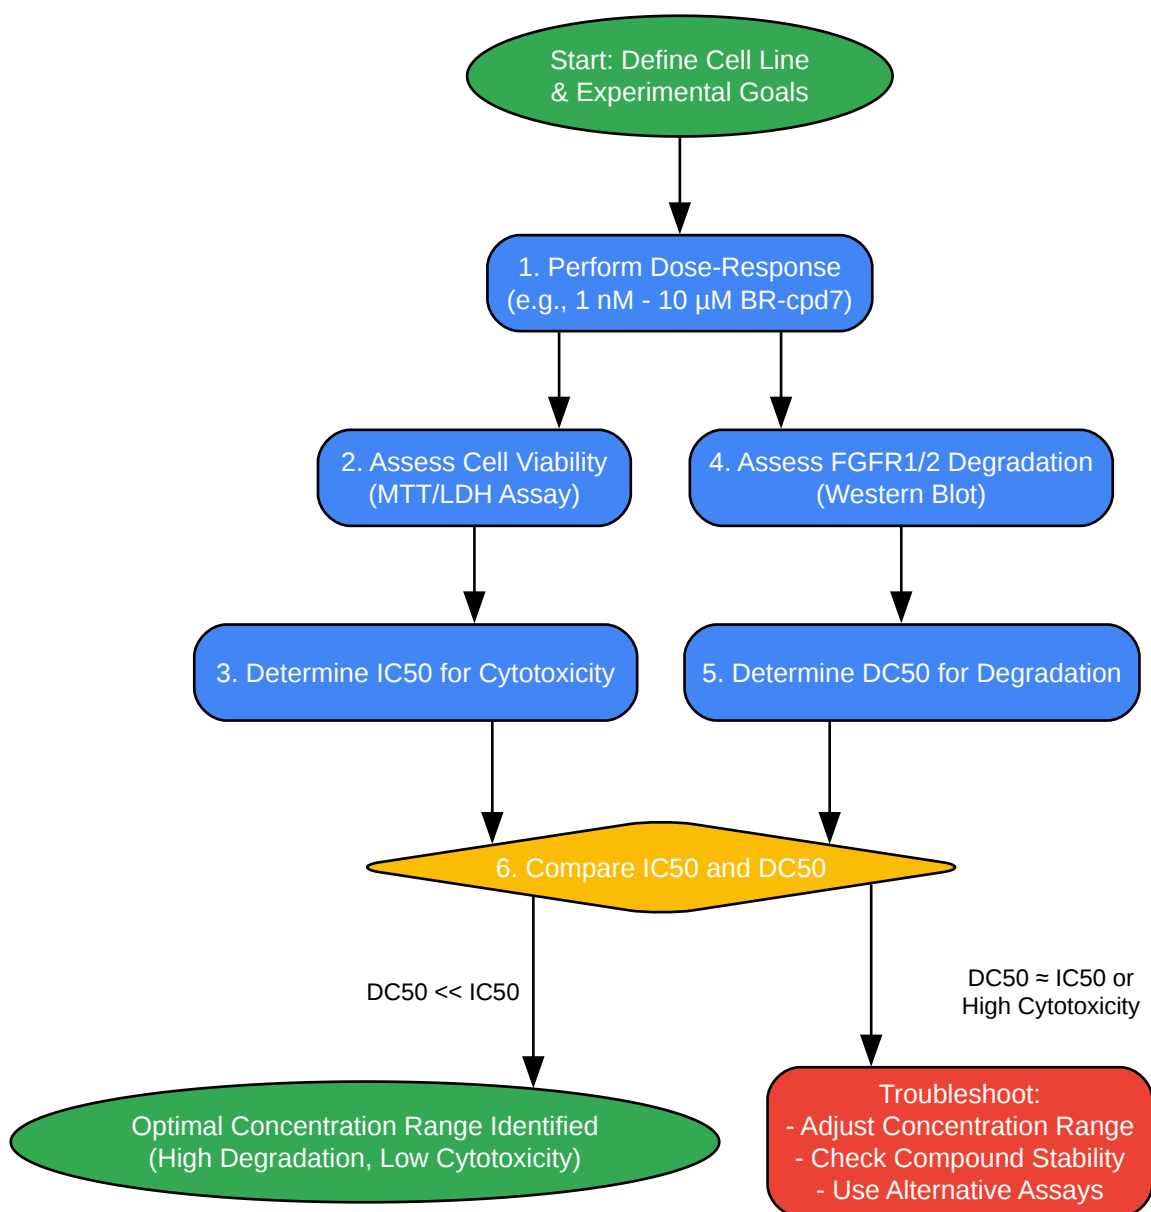 Start: Define Cell Line
& Experimental Goals
1. Perform Dose-Response
(e.g., 1 nM - 10 µM BR-cpd7)
2. Assess Cell Viability
(MTT/LDH Assay)
4. Assess FGFR1/2 Degradation
(Western Blot)
3. Determine IC50 for Cytotoxicity
5. Determine DC50 for Degradation
6. Compare IC50 and DC50
DC50 << IC50
DC50 ≈ IC50 or
High Cytotoxicity
Optimal Concentration Range Identified
(High Degradation, Low Cytotoxicity)
Troubleshoot:
- Adjust Concentration Range
- Check Compound Stability
- Use Alternative Assays